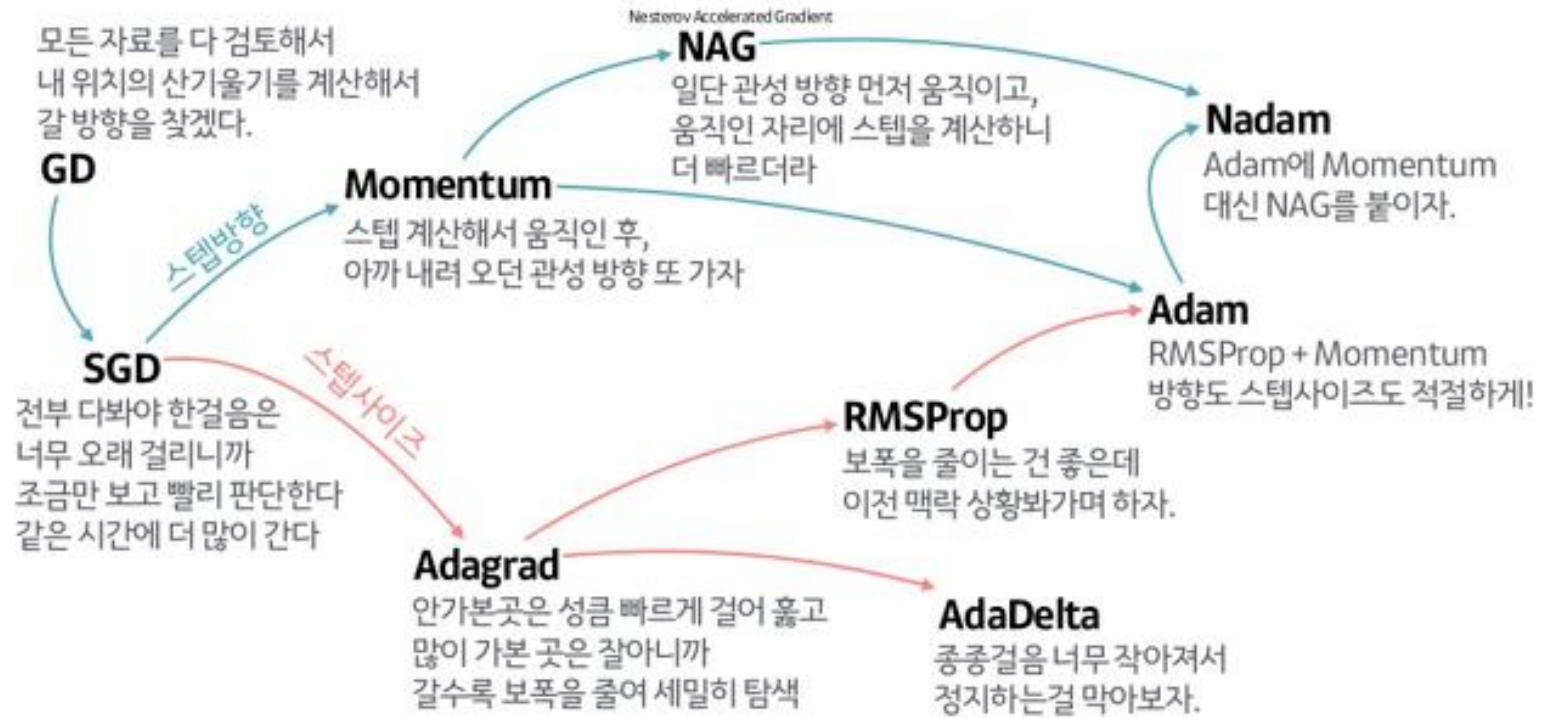 모든 자료를 다 검토해서
내 위치의 산기울기를 계산해서
갈 방향을 찾겠다.
GD
스텝방향
Momentum
스텝 계산해서 움직인 후,
아까 내려 오던 관성 방향 또 가자
Nesterov Accelerated Gradient
NAG
일단 관성 방향 먼저 움직이고,
움직인 자리에 스텝을 계산하니
더 빠르더라
Nadam
Adam에 Momentum
대신 NAG를 붙이자.
Adam
RMSProp + Momentum
방향도 스텝사이즈도 적절하게!
SGD
전부 다봐야 한걸음은
너무 오래 걸리니까
조금만 보고 빨리 판단한다
같은 시간에 더 많이 간다
스텝사이즈
RMSProp
보폭을 줄이는 건 좋은데
이전 맥락 상황봐가며 하자.
Adagrad
안가본곳은 성큼 빠르게 걸어 훑고
많이 가본 곳은 잘아니까
갈수록 보폭을 줄여 세밀히 탐색
AdaDelta
종종걸음 너무 작아져서
정지하는걸 막아보자.